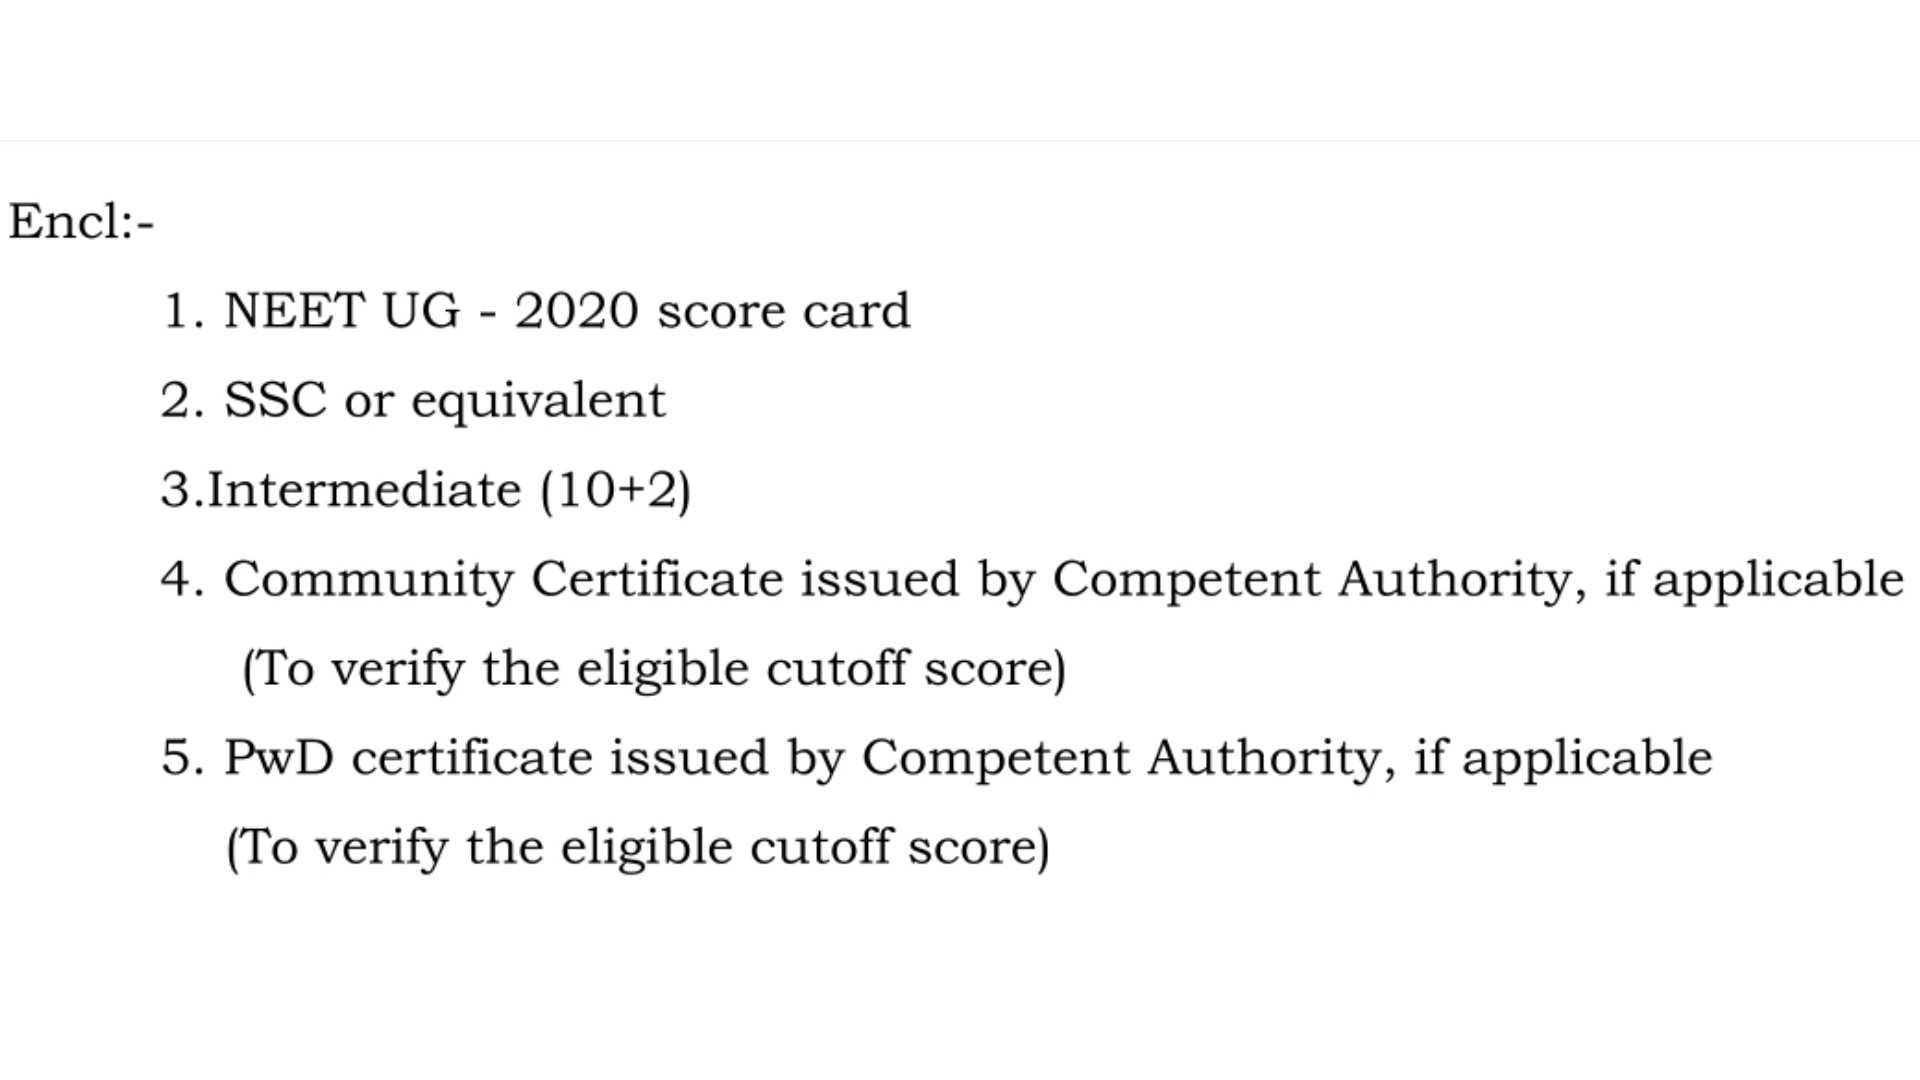 Encl:-
1. NEET UG - 2020 score card
2. SSC or equivalent
3.Intermediate (10+2)
4. Community Certificate issued by Competent Authority, if applicable
(To verify the eligible cutoff score)
5. PwD certificate issued by Competent Authority, if applicable
(To verify the eligible cutoff score)